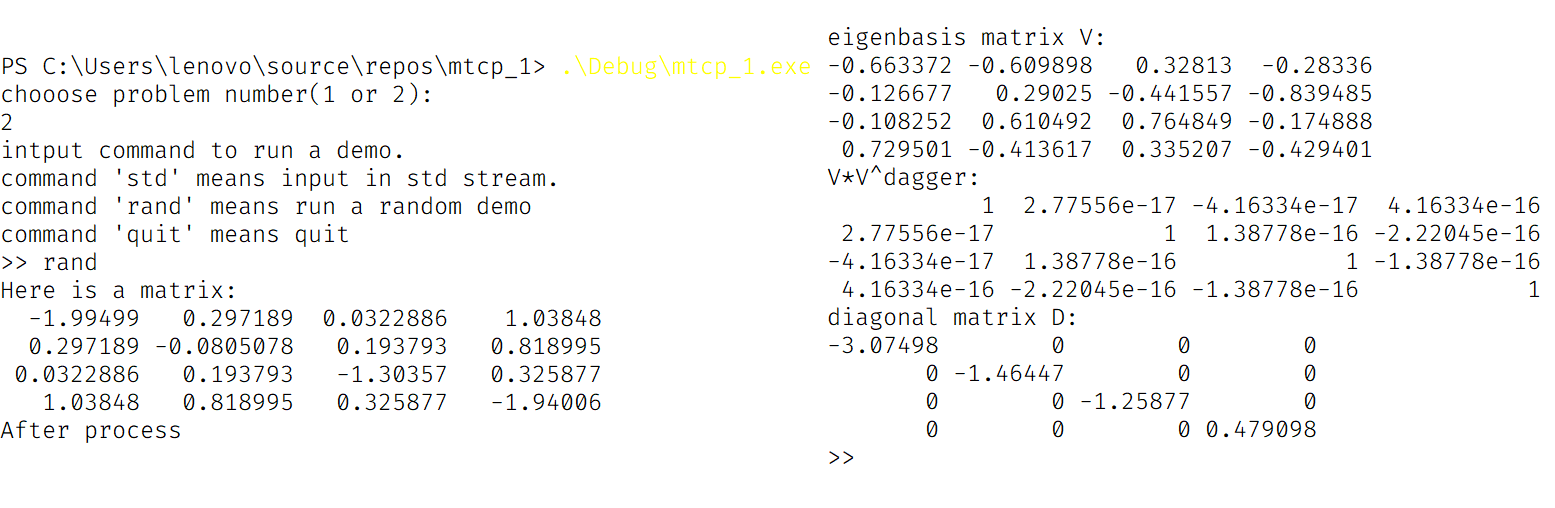 PS C:\Users\lenovo\source\repos\mtcp_1> .\Debug\mtcp_1.exe
chooose problem number(1 or 2):
2
intput command to run a demo.
command 'std' means input in std stream.
command 'rand' means run a random demo
command 'quit' means quit
>> rand
Here is a matrix:
-1.99499 0.297189 0.0322886 1.03848
0.297189 -0.0805078 0.193793 0.818995
0.0322886 0.193793 -1.30357 0.325877
1.03848 0.818995 0.325877 -1.94006
After process
eigenbasis matrix V:
-0.663372 -0.609898 0.32813 -0.28336
-0.126677 0.29025 -0.441557 -0.839485
-0.108252 0.610492 0.764849 -0.174888
0.729501 -0.413617 0.335207 -0.429401
V*V^dagger:
1 2.77556e-17 -4.16334e-17 4.16334e-16
2.77556e-17 1 1.38778e-16 -2.22045e-16
-4.16334e-17 1.38778e-16 1 -1.38778e-16
4.16334e-16 -2.22045e-16 -1.38778e-16 1
diagonal matrix D:
-3.07498 0 0 0
0 -1.46447 0 0
0 0 -1.25877 0
0 0 0 0.479098
>>